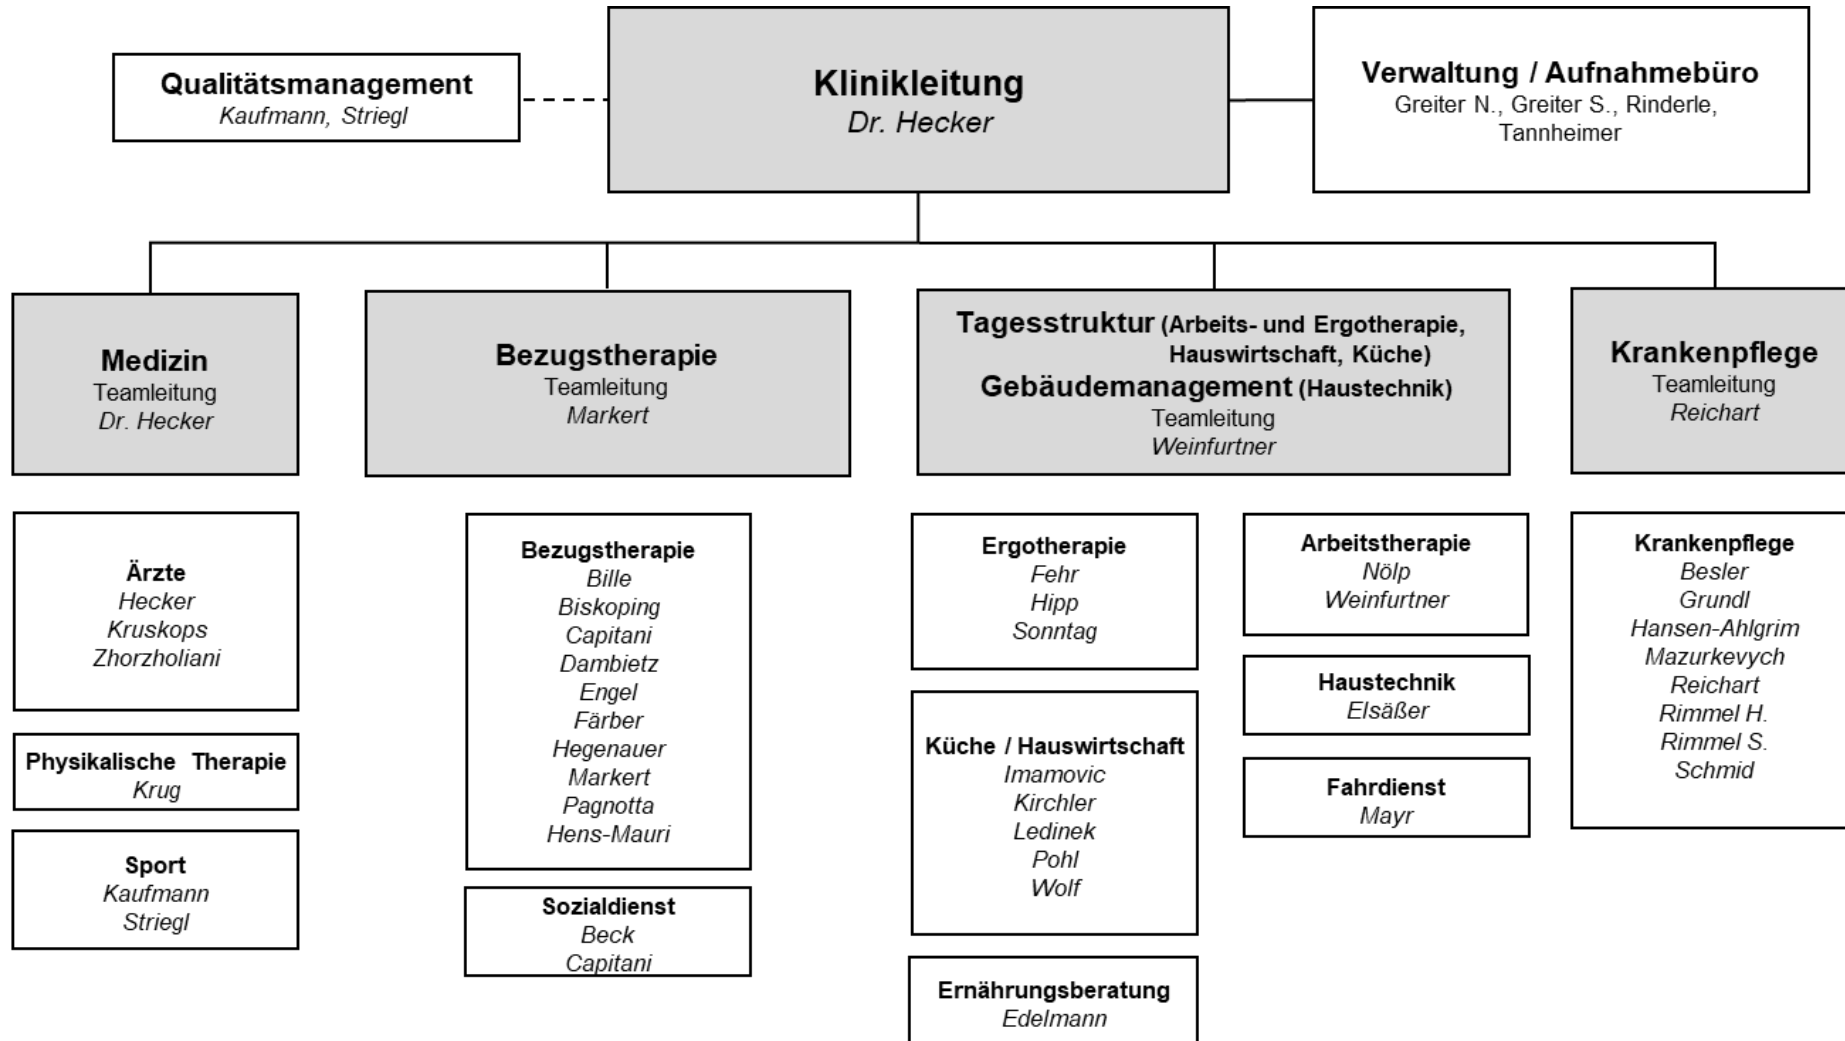 Qualitätsmanagement
Kaufmann, Striegl
Klinikleitung
Dr. Hecker
Verwaltung / Aufnahmebüro
Greiter N., Greiter S., Rinderle,
Tannheimer
Medizin
Teamleitung
Dr. Hecker
Bezugstherapie
Teamleitung
Markert
Tagesstruktur (Arbeits- und Ergotherapie,
Hauswirtschaft, Küche)
Gebäudemanagement (Haustechnik)
Teamleitung
Weinfurtner
Krankenpflege
Teamleitung
Reichart
Ärzte
Hecker
Kruskops
Zhorzholiani
Physikalische Therapie
Krug
Sport
Kaufmann
Striegl
Bezugstherapie
Bille
Biskoping
Capitani
Dambietz
Engel
Färber
Hegenauer
Markert
Pagnotta
Hens-Mauri
Sozialdienst
Beck
Capitani
Ergotherapie
Fehr
Hipp
Sonntag
Küche / Hauswirtschaft
Imamovic
Kirchler
Ledinek
Pohl
Wolf
Ernährungsberatung
Edelmann
Arbeitstherapie
Nölp
Weinfurtner
Haustechnik
Elsäßer
Fahrdienst
Mayr
Krankenpflege
Besler
Grundl
Hansen-Ahlgrim
Mazurkevych
Reichart
Rimmel H.
Rimmel S.
Schmid